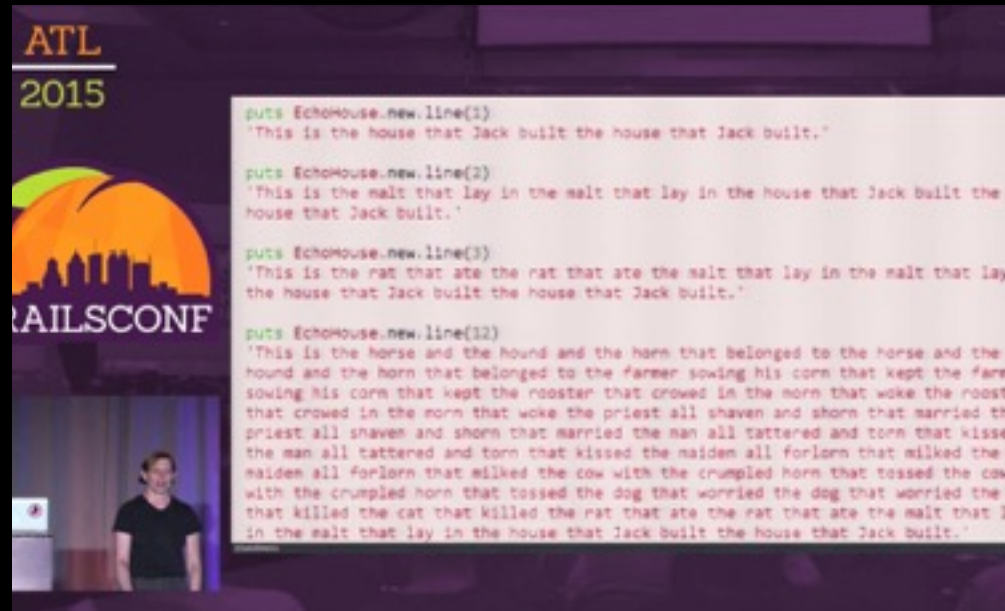 ATL
2015
RAILSCONF
puts EchoHouse.new.line(1)
'This is the house that Jack built the house that Jack built.'
puts EchoHouse.new.line(2)
'This is the malt that lay in the malt that lay in the house that Jack built the
house that Jack built.'
puts EchoHouse.new.line(3)
'This is the rat that ate the rat that ate the malt that lay in the malt that lay
the house that Jack built the house that Jack built.'
puts EchoHouse.new.line(12)
'This is the horse and the hound and the horn that belonged to the horse and the
hound and the horn that belonged to the farmer sowing his corn that kept the farm
sowing his corn that kept the rooster that crowed in the morn that woke the roos
that crowed in the morn that woke the priest all shaven and shorn that married t
priest all shaven and shorn that married the man all tattered and torn that kiss
the man all tattered and torn that kissed the maiden all forlorn that milked the
maiden all forlorn that milked the cow with the crumpled horn that tossed the co
with the crumpled horn that tossed the dog that worried the dog that worried the
that killed the cat that killed the rat that ate the rat that ate the malt that l
in the malt that lay in the house that Jack built the house that Jack built.'